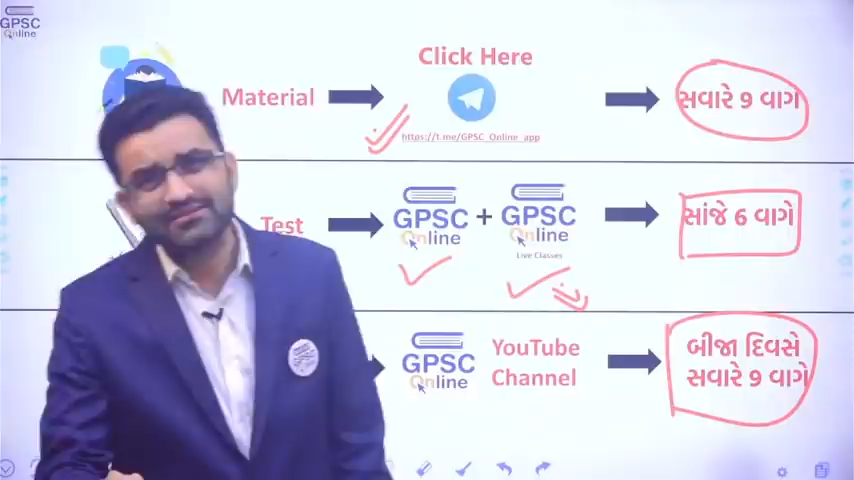 GPSC
Online
Click Here
Material
https://t.me/GPSC_Online_app
સવારે 9 વાગે
Test
GPSC
Online
+
GPSC
Online
Live Classes
સાંજે 6 વાગે
GPSC
Online
YouTube
Channel
બીજા દિવસે
સવારે 9 વાગે